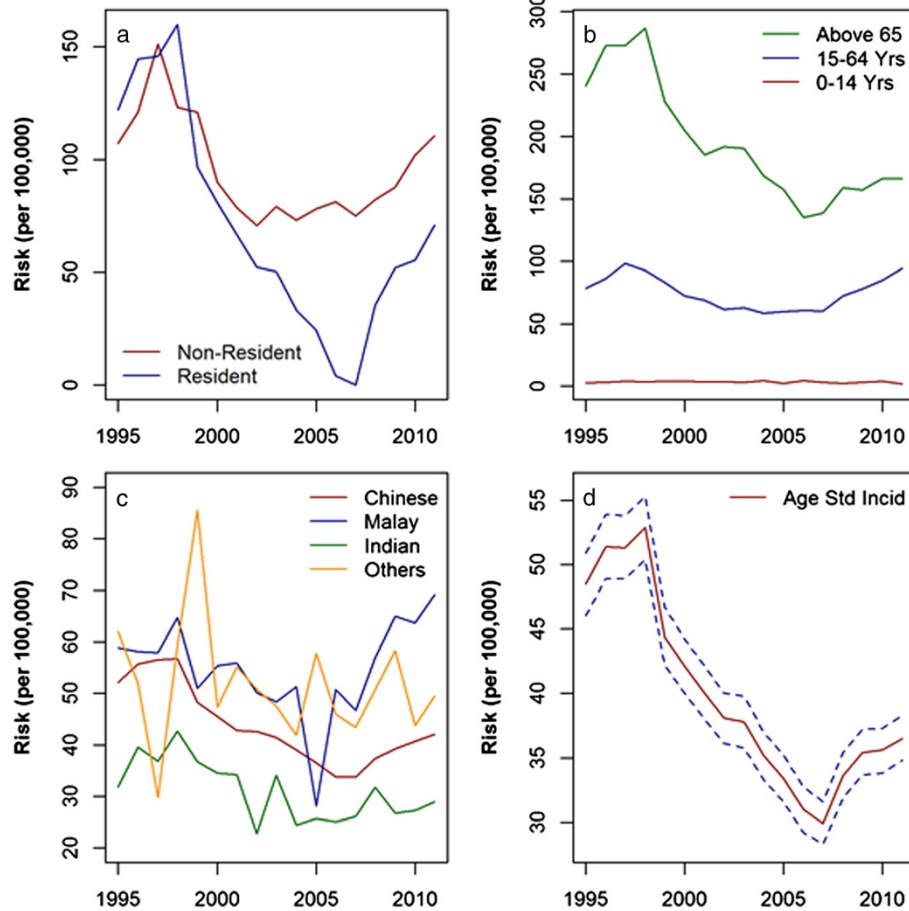 a
Risk (per 100,000)
150
100
50
0
Non-Resident
Resident
1995
2000
2005
2010
b
Risk (per 100,000)
300
250
200
150
100
50
0
Above 65
15-64 Yrs
0-14 Yrs
1995
2000
2005
2010
c
Risk (per 100,000)
90
80
70
60
50
40
30
20
Chinese
Malay
Indian
Others
1995
2000
2005
2010
d
Risk (per 100,000)
55
50
45
40
35
30
Age Std Incid
1995
2000
2005
2010